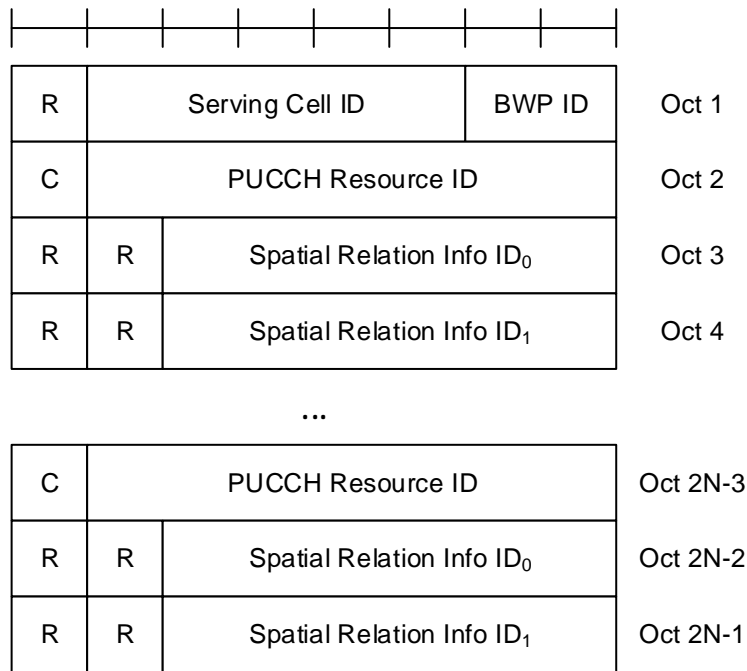 R Serving Cell ID BWP ID Oct 1
C PUCCH Resource ID Oct 2
R R Spatial Relation Info ID₀ Oct 3
R R Spatial Relation Info ID₁ Oct 4
...
C PUCCH Resource ID Oct 2N-3
R R Spatial Relation Info ID₀ Oct 2N-2
R R Spatial Relation Info ID₁ Oct 2N-1